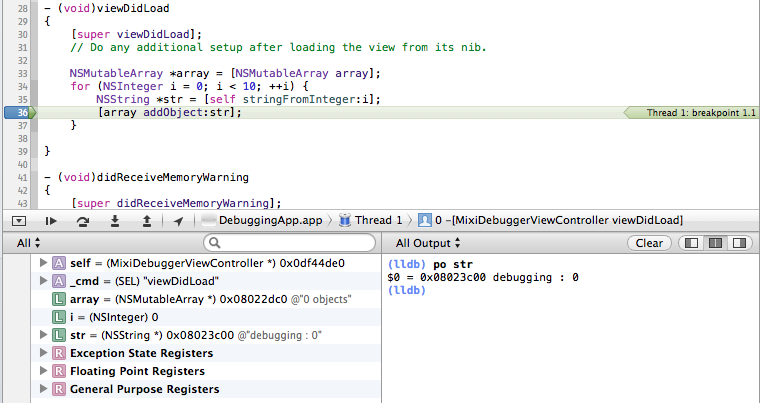 28 - (void)viewDidLoad
29 {
30 [super viewDidLoad];
31 // Do any additional setup after loading the view from its nib.
32
33 NSMutableArray *array = [NSMutableArray array];
34 for (NSInteger i = 0; i < 10; ++i) {
35 NSString *str = [self stringFromInteger:i];
36 [array addObject:str]; Thread 1: breakpoint 1.1
37 }
38
39 }
40
41 - (void)didReceiveMemoryWarning
42 {
43 [super didReceiveMemoryWarning];
DebuggingApp.app Thread 1 0 -[MixiDebuggerViewController viewDidLoad]
All All Output Clear
A self = (MixiDebuggerViewController *) 0x0df44de0
A _cmd = (SEL) "viewDidLoad"
L array = (NSMutableArray *) 0x08022dc0 @"0 objects"
L i = (NSInteger) 0
L str = (NSString *) 0x08023c00 @"debugging : 0"
R Exception State Registers
R Floating Point Registers
R General Purpose Registers
(lldb) po str
$0 = 0x08023c00 debugging : 0
(lldb)